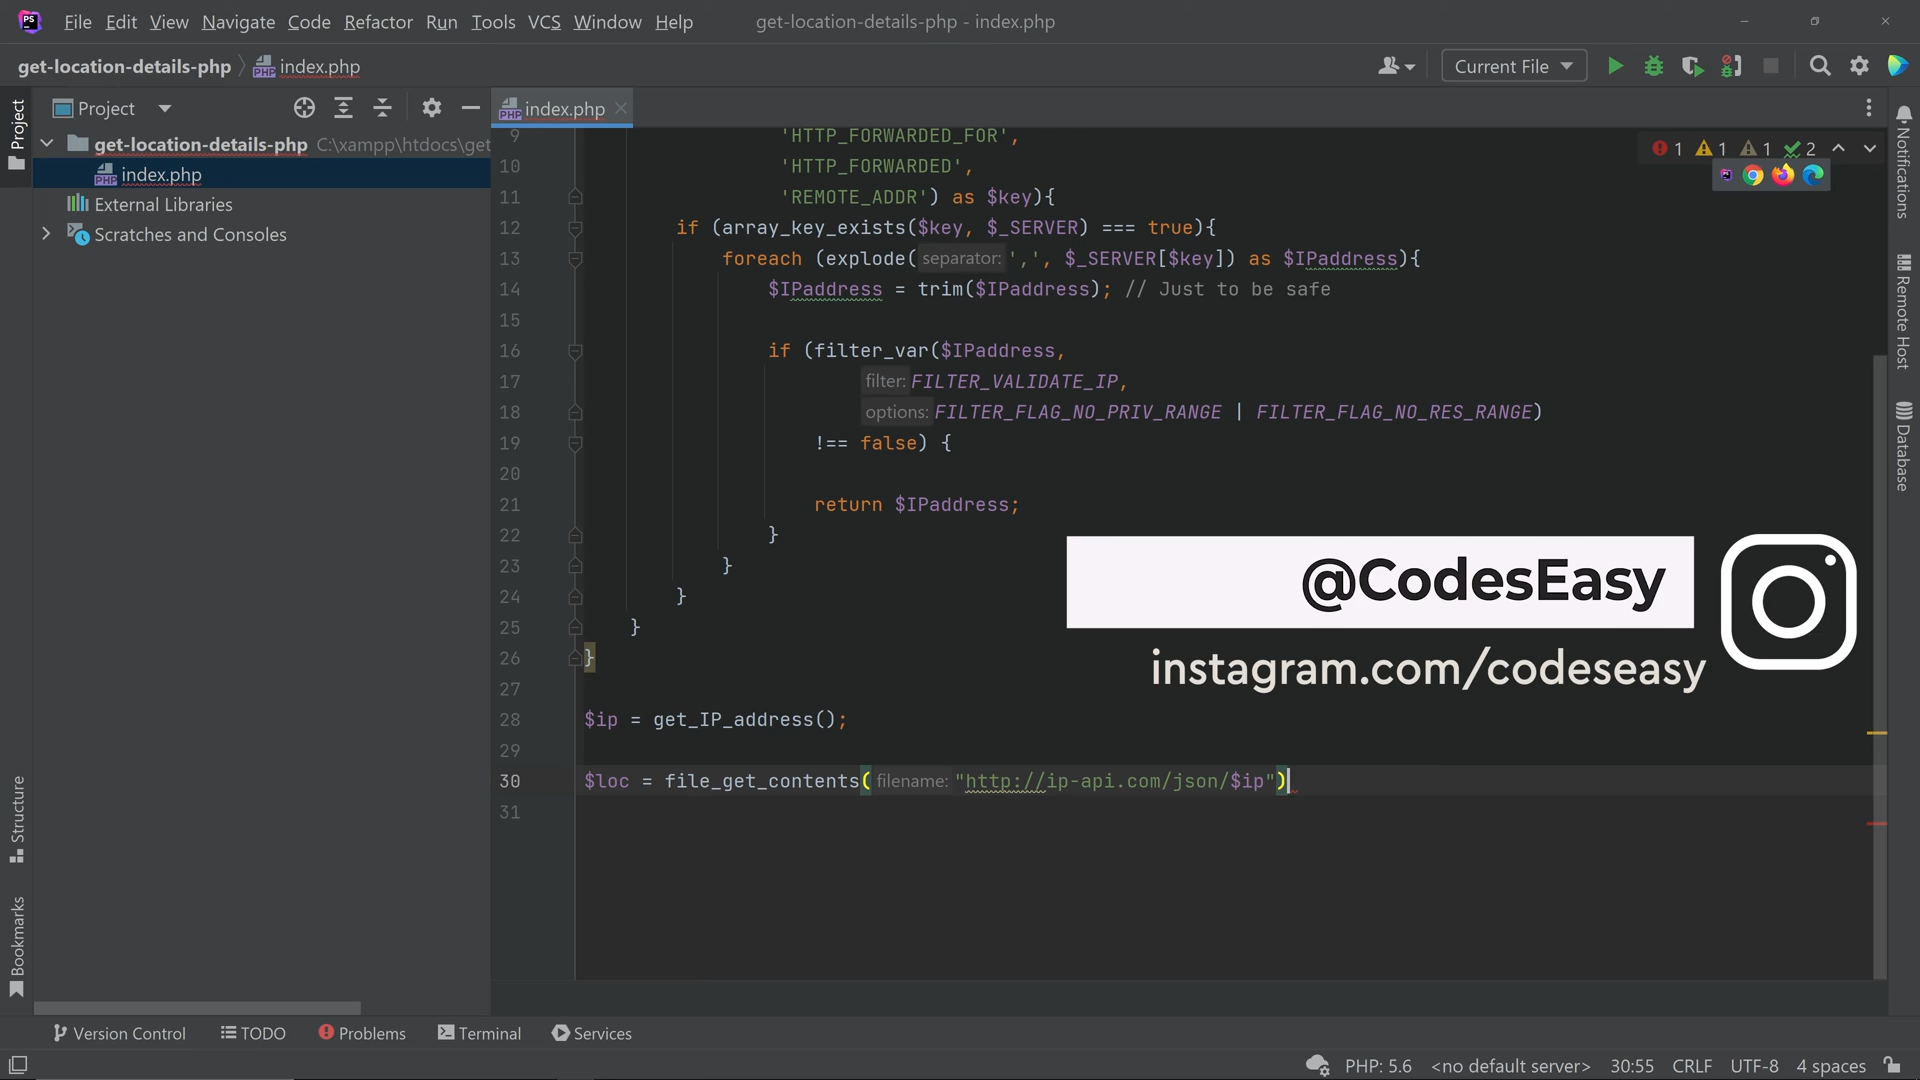 File Edit View Navigate Code Refactor Run Tools VCS Window Help get-location-details-php - index.php
get-location-details-php index.php Current File
Project index.php
get-location-details-php C:\xampp\htdocs\get
index.php
External Libraries
Scratches and Consoles
Project
Structure
Bookmarks
1 1 1 2
9 'HTTP_FORWARDED_FOR',
10 'HTTP_FORWARDED',
11 'REMOTE_ADDR') as $key){
12 if (array_key_exists($key, $_SERVER) === true){
13 foreach (explode( separator: ',', $_SERVER[$key]) as $IPaddress){
14 $IPaddress = trim($IPaddress); // Just to be safe
15
16 if (filter_var($IPaddress,
17 filter: FILTER_VALIDATE_IP,
18 options: FILTER_FLAG_NO_PRIV_RANGE | FILTER_FLAG_NO_RES_RANGE)
19 !== false) {
20
21 return $IPaddress;
22 }
23 }
24 }
25 }
26 }
27
28 $ip = get_IP_address();
29
30 $loc = file_get_contents( filename: "http://ip-api.com/json/$ip")
31
@CodesEasy
instagram.com/codeseasy
Notifications
Remote Host
Database
Version Control TODO Problems Terminal Services
PHP: 5.6 <no default server> 30:55 CRLF UTF-8 4 spaces